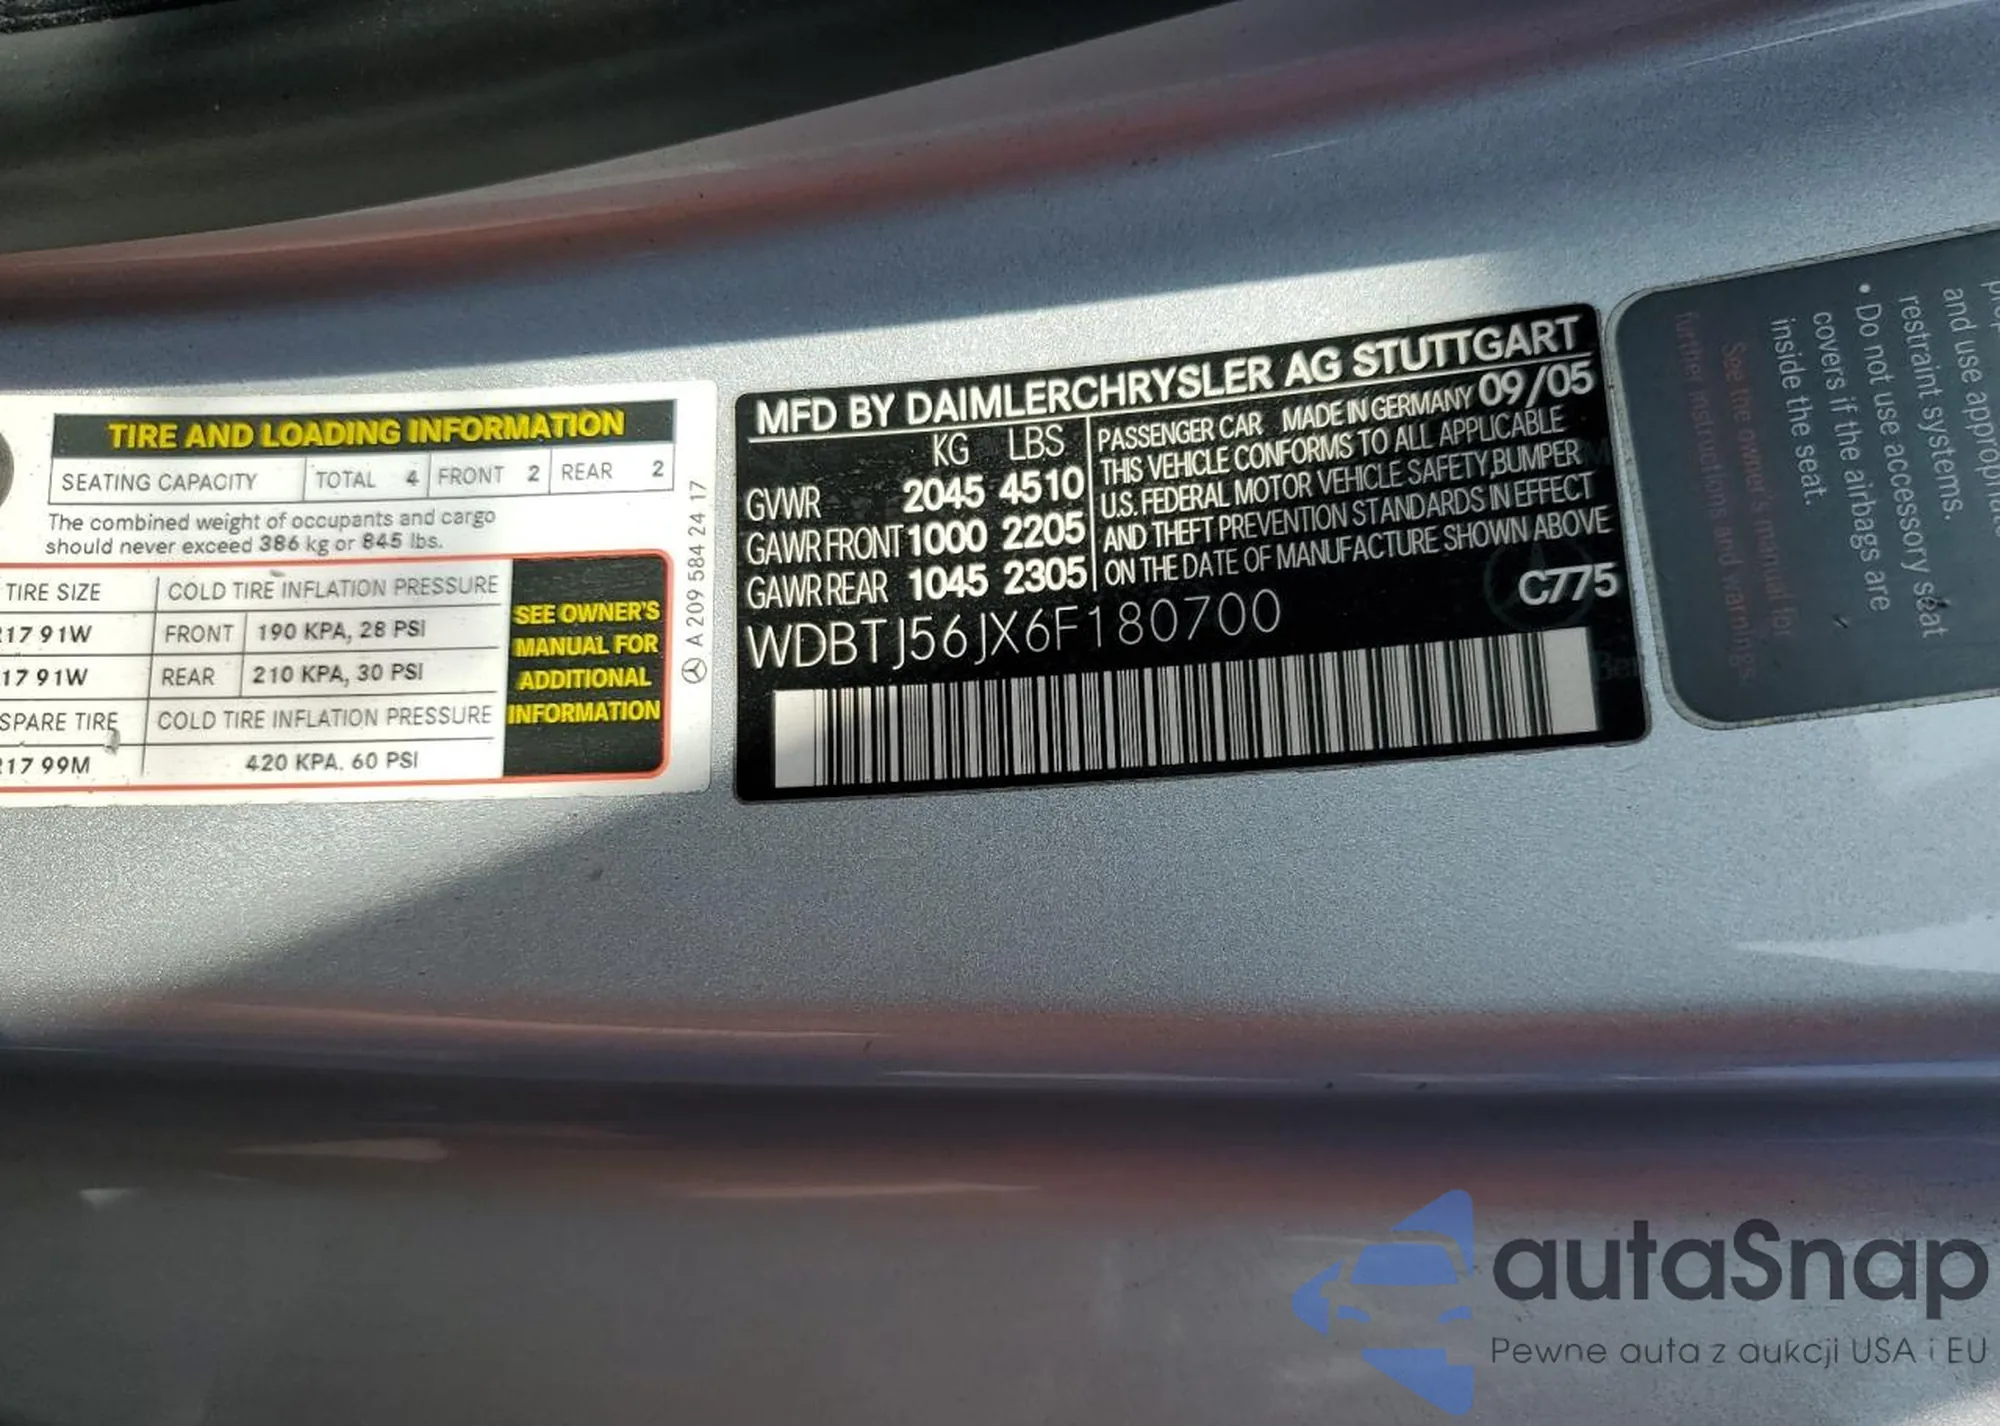 TIRE AND LOADING INFORMATION
SEATING CAPACITY TOTAL 4 FRONT 2 REAR 2
The combined weight of occupants and cargo
should never exceed 386 kg or 845 lbs.
TIRE SIZE COLD TIRE INFLATION PRESSURE
17 91W FRONT 190 KPA, 28 PSI
17 91W REAR 210 KPA, 30 PSI
SPARE TIRE COLD TIRE INFLATION PRESSURE
17 99M 420 KPA. 60 PSI
SEE OWNER'S
MANUAL FOR
ADDITIONAL
INFORMATION
A 209 584 24 17
MFD BY DAIMLERCHRYSLER AG STUTTGART
KG LBS
GVWR 2045 4510
GAWR FRONT 1000 2205
GAWR REAR 1045 2305
PASSENGER CAR MADE IN GERMANY 09/05
THIS VEHICLE CONFORMS TO ALL APPLICABLE
U.S. FEDERAL MOTOR VEHICLE SAFETY,BUMPER
AND THEFT PREVENTION STANDARDS IN EFFECT
ON THE DATE OF MANUFACTURE SHOWN ABOVE
C775
WDBTJ56JX6F180700
and use appropriate
restraint systems.
• Do not use accessory seat
covers if the airbags are
inside the seat.
See the owner's manual for
further instructions and warnings.
autaSnap
Pewne auta z aukcji USA i EU